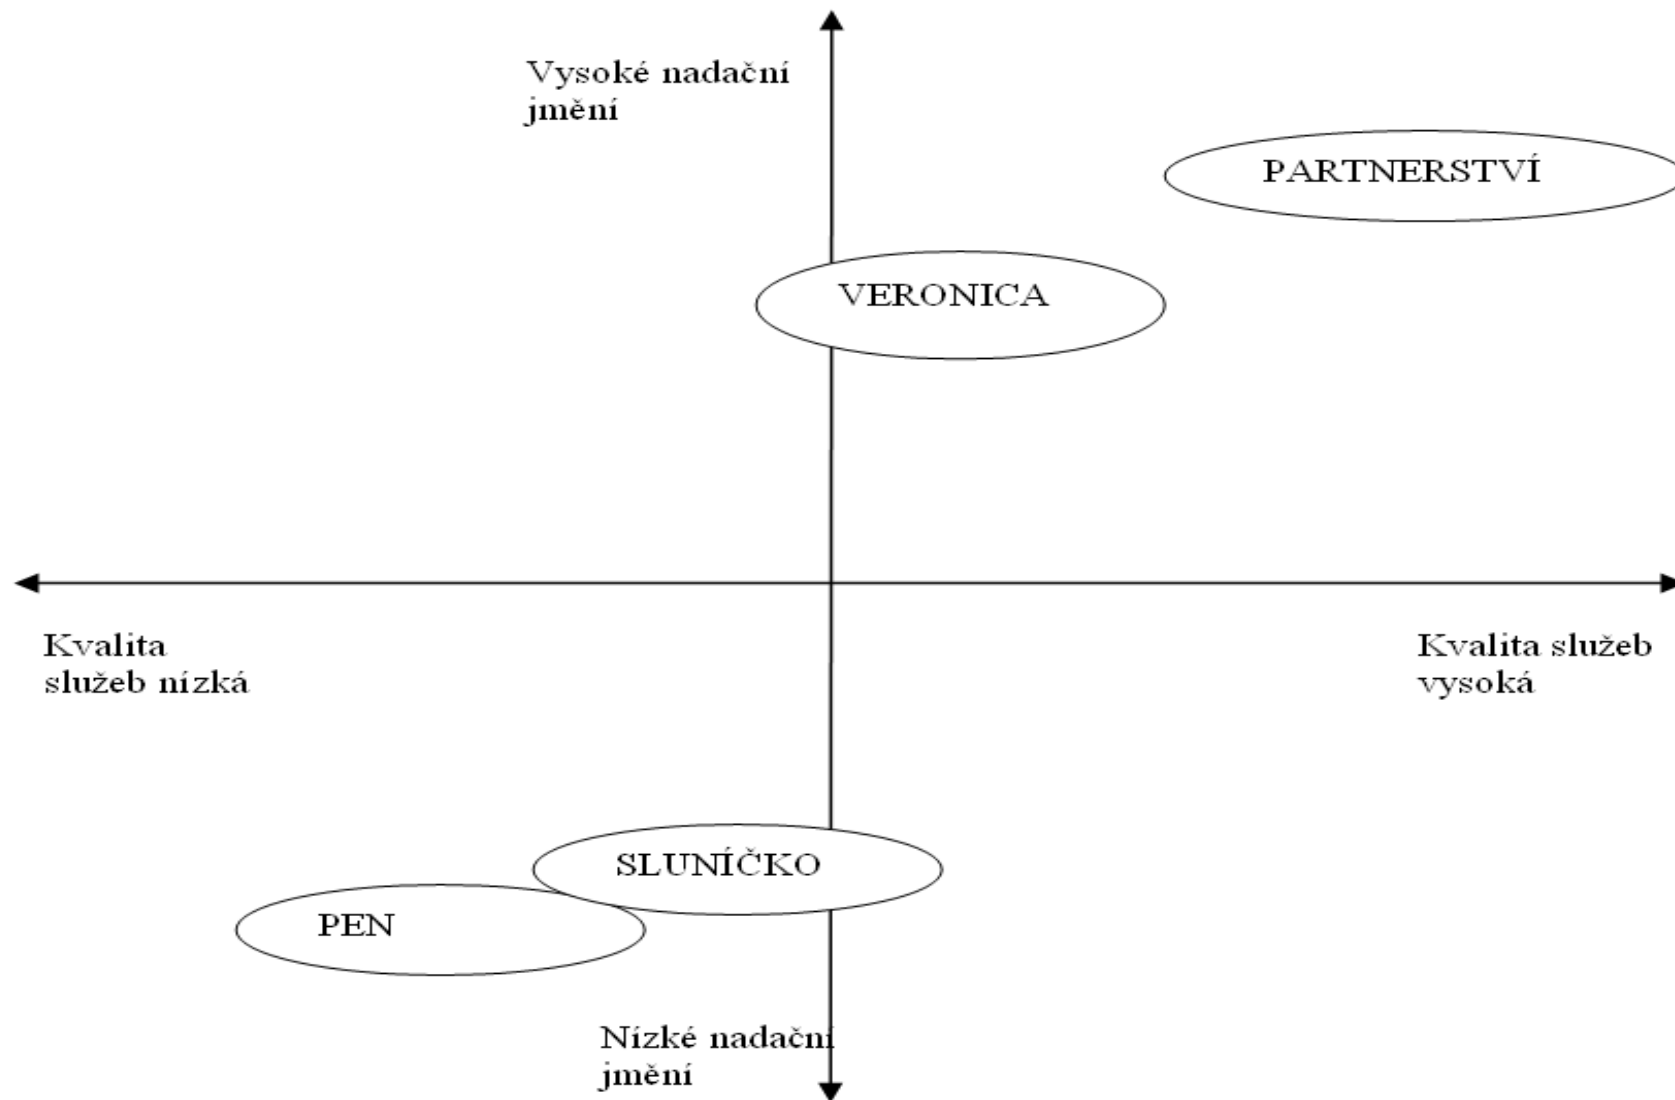 Vysoké nadační
jmění
PARTNERSTVÍ
VERONICA
Kvalita
služeb nízká
Kvalita služeb
vysoká
SLUNÍČKO
PEN
Nízké nadační
jmění